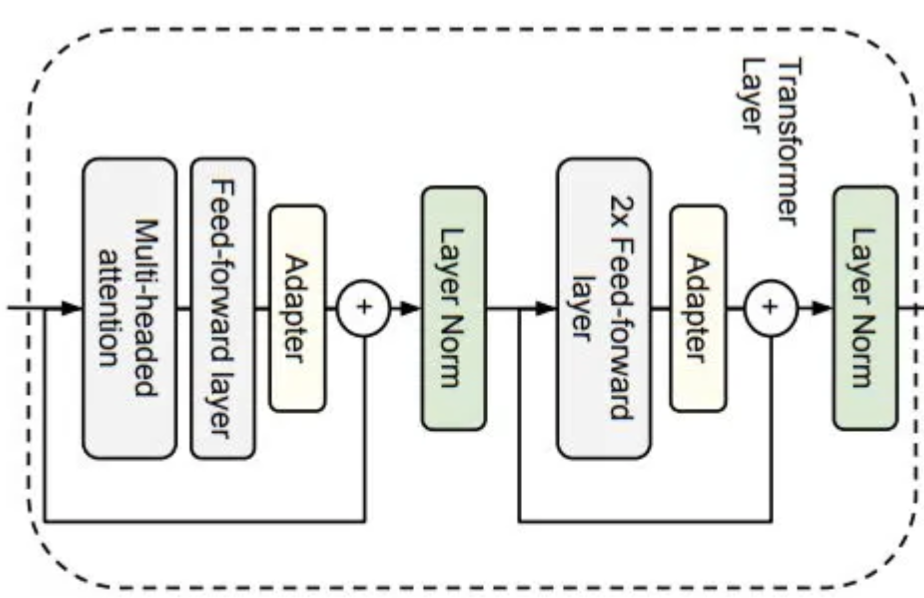 Transformer
Layer
Layer Norm
+
Adapter
2x Feed-forward
layer
Layer Norm
+
Adapter
Feed-forward layer
Multi-headed
attention